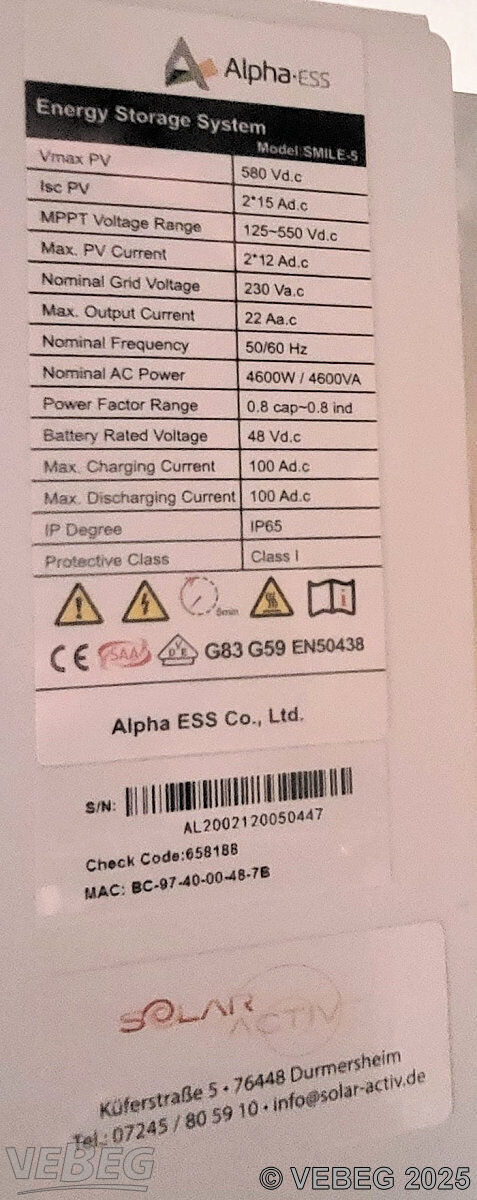 Alpha·ESS
Energy Storage System
Model:SMILE-5
Vmax PV 580 Vd.c
Isc PV 2*15 Ad.c
MPPT Voltage Range 125~550 Vd.c
Max. PV Current 2*12 Ad.c
Nominal Grid Voltage 230 Va.c
Max. Output Current 22 Aa.c
Nominal Frequency 50/60 Hz
Nominal AC Power 4600W / 4600VA
Power Factor Range 0.8 cap~0.8 ind
Battery Rated Voltage 48 Vd.c
Max. Charging Current 100 Ad.c
Max. Discharging Current 100 Ad.c
IP Degree IP65
Protective Class Class I
5min
CE SAA VDE G83 G59 EN50438
Alpha ESS Co., Ltd.
S/N:
AL2002120050447
Check Code:658188
MAC: BC-97-40-00-48-7B
SOLAR
ACTIV
Küferstraße 5 • 76448 Durmersheim
Tel.: 07245 / 80 59 10 • info@solar-activ.de
VEBEG
© VEBEG 2025